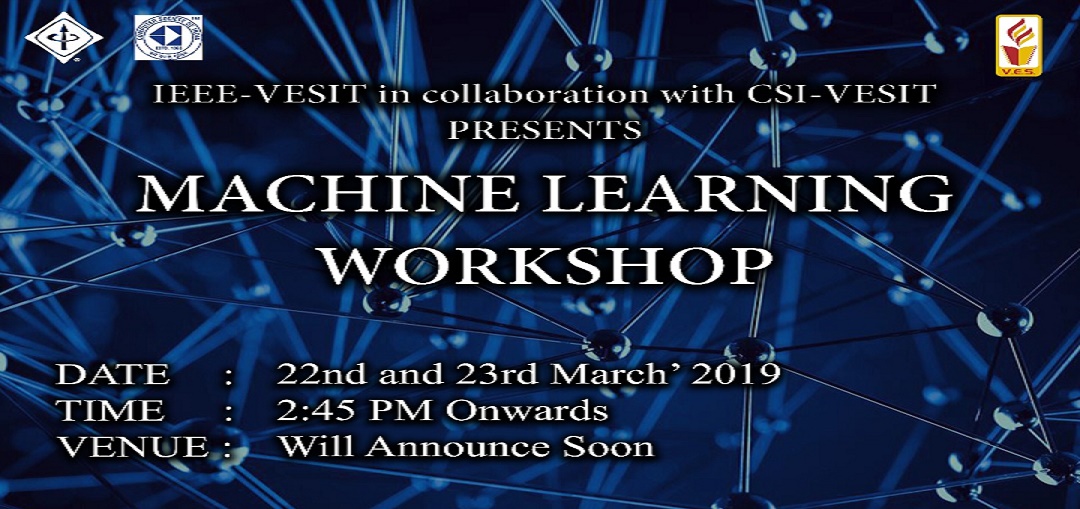 V.E.S.
IEEE-VESIT in collaboration with CSI-VESIT
PRESENTS
MACHINE LEARNING
WORKSHOP
DATE : 22nd and 23rd March' 2019
TIME : 2:45 PM Onwards
VENUE : Will Announce Soon